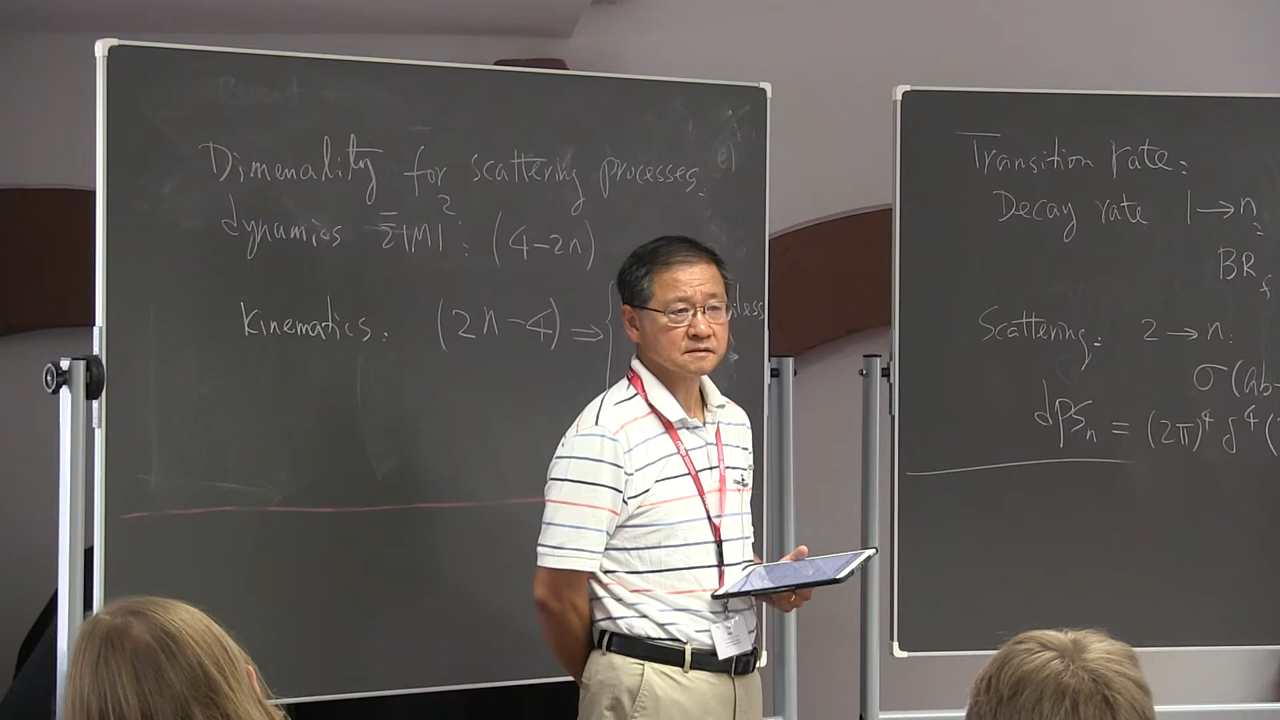 Dimenality for scattering processes.
dynamics Σ̄|M|²: (4-2n)
kinematics: (2n-4) ⇒ {
Transition rate:
Decay rate 1→n
BR_f
Scattering: 2→n:
σ(ab
dPS_n = (2π)⁴ δ⁴(